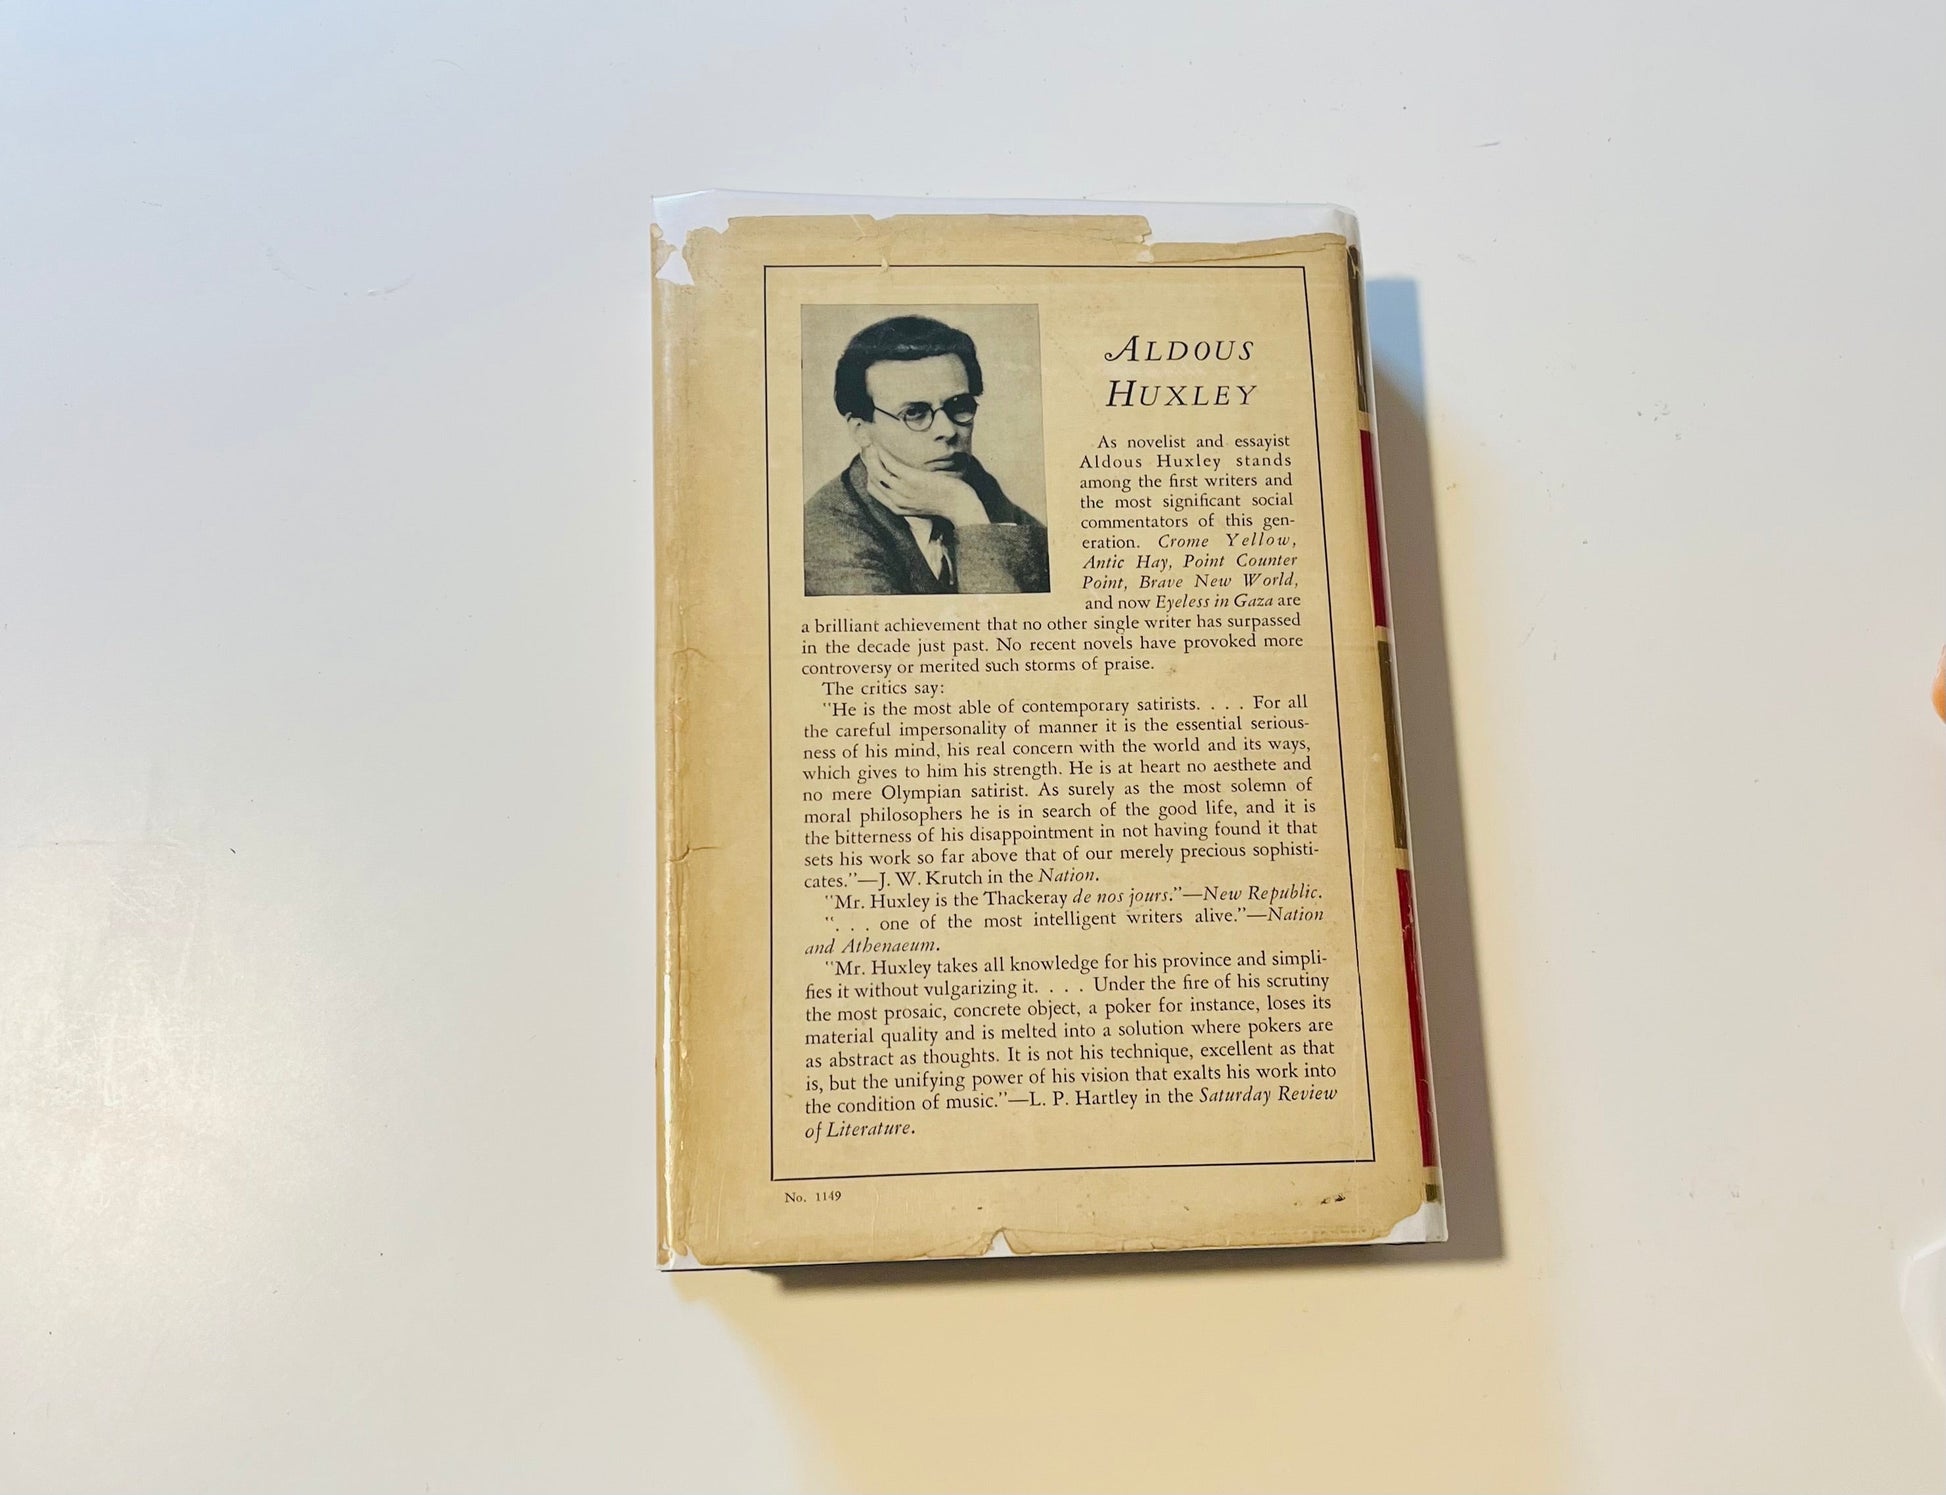 ALDOUS
HUXLEY
As novelist and essayist
Aldous Huxley stands
among the first writers and
the most significant social
commentators of this gen-
eration. Crome Yellow,
Antic Hay, Point Counter
Point, Brave New World,
and now Eyeless in Gaza are
a brilliant achievement that no other single writer has surpassed
in the decade just past. No recent novels have provoked more
controversy or merited such storms of praise.
The critics say:
"He is the most able of contemporary satirists. . . . For all
the careful impersonality of manner it is the essential serious-
ness of his mind, his real concern with the world and its ways,
which gives to him his strength. He is at heart no aesthete and
no mere Olympian satirist. As surely as the most solemn of
moral philosophers he is in search of the good life, and it is
the bitterness of his disappointment in not having found it that
sets his work so far above that of our merely precious sophisti-
cates."—J. W. Krutch in the Nation.
"Mr. Huxley is the Thackeray de nos jours."—New Republic.
". . . one of the most intelligent writers alive."—Nation
and Athenaeum.
"Mr. Huxley takes all knowledge for his province and simpli-
fies it without vulgarizing it. . . . Under the fire of his scrutiny
the most prosaic, concrete object, a poker for instance, loses its
material quality and is melted into a solution where pokers are
as abstract as thoughts. It is not his technique, excellent as that
is, but the unifying power of his vision that exalts his work into
the condition of music."—L. P. Hartley in the Saturday Review
of Literature.
No. 1149